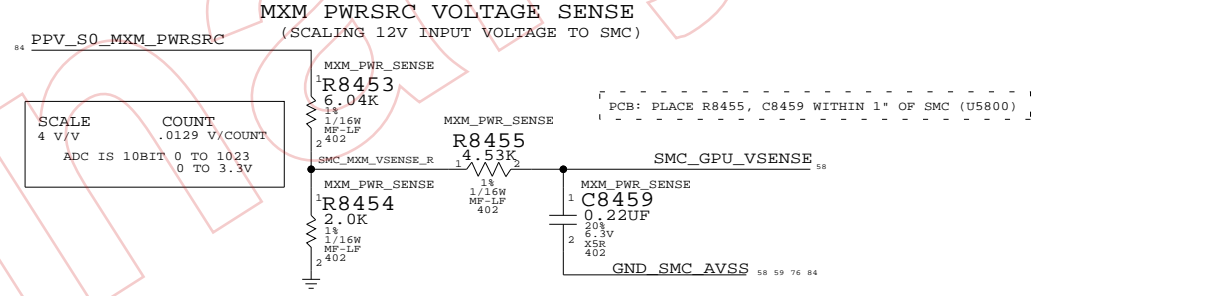 MXM PWRSRC VOLTAGE SENSE
(SCALING 12V INPUT VOLTAGE TO SMC)
84 PPV_S0_MXM_PWRSRC
MXM_PWR_SENSE
1
R8453
6.04K
1%
1/16W
MF-LF
402
2
SCALE COUNT
4 V/V .0129 V/COUNT
ADC IS 10BIT 0 TO 1023
0 TO 3.3V
PCB: PLACE R8455, C8459 WITHIN 1" OF SMC (U5800)
MXM_PWR_SENSE
R8455
4.53K
1 2
1%
1/16W
MF-LF
402
SMC_MXM_VSENSE_R
SMC_GPU_VSENSE 58
MXM_PWR_SENSE
1
R8454
2.0K
1%
1/16W
MF-LF
402
2
MXM_PWR_SENSE
1
C8459
0.22UF
20%
6.3V
X5R
402
2
GND_SMC_AVSS 58 59 76 84